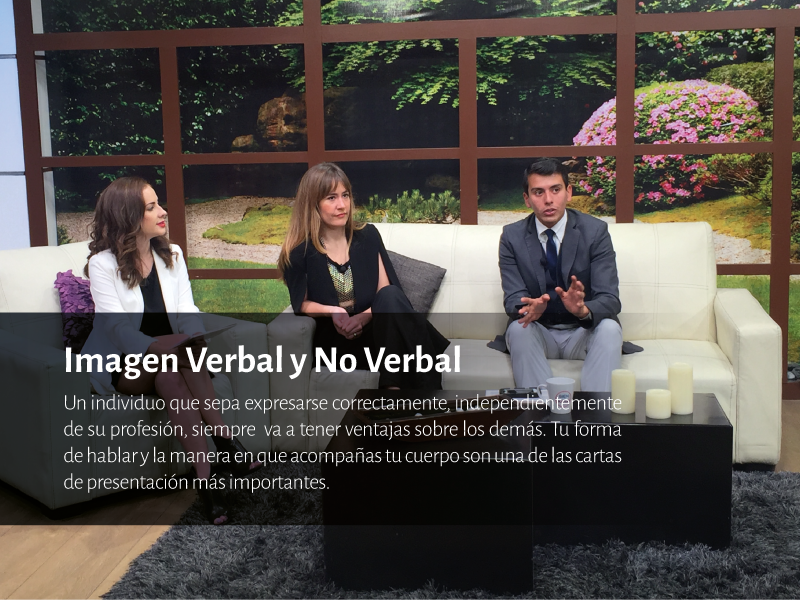 Imagen Verbal y No Verbal
Un individuo que sepa expresarse correctamente, independientemente
de su profesión, siempre va a tener ventajas sobre los demás. Tu forma
de hablar y la manera en que acompañas tu cuerpo son una de las cartas
de presentación más importantes.